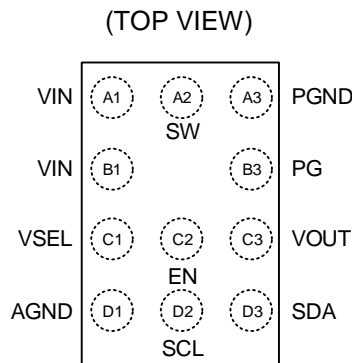 (TOP VIEW)
VIN A1 A2 A3 PGND
SW
VIN B1 B3 PG
VSEL C1 C2 C3 VOUT
EN
AGND D1 D2 D3 SDA
SCL